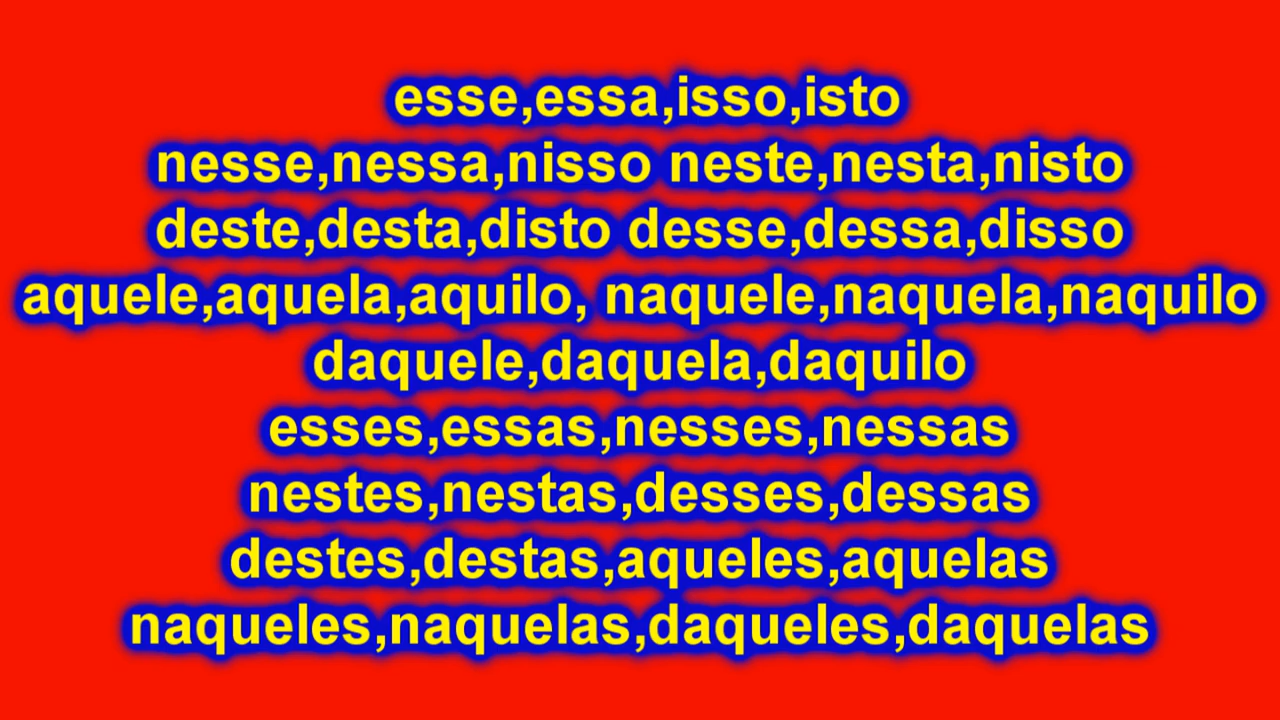 esse,essa,isso,isto
nesse,nessa,nisso neste,nesta,nisto
deste,desta,disto desse,dessa,disso
aquele,aquela,aquilo, naquele,naquela,naquilo
daquele,daquela,daquilo
esses,essas,nesses,nessas
nestes,nestas,desses,dessas
destes,destas,aqueles,aquelas
naqueles,naquelas,daqueles,daquelas